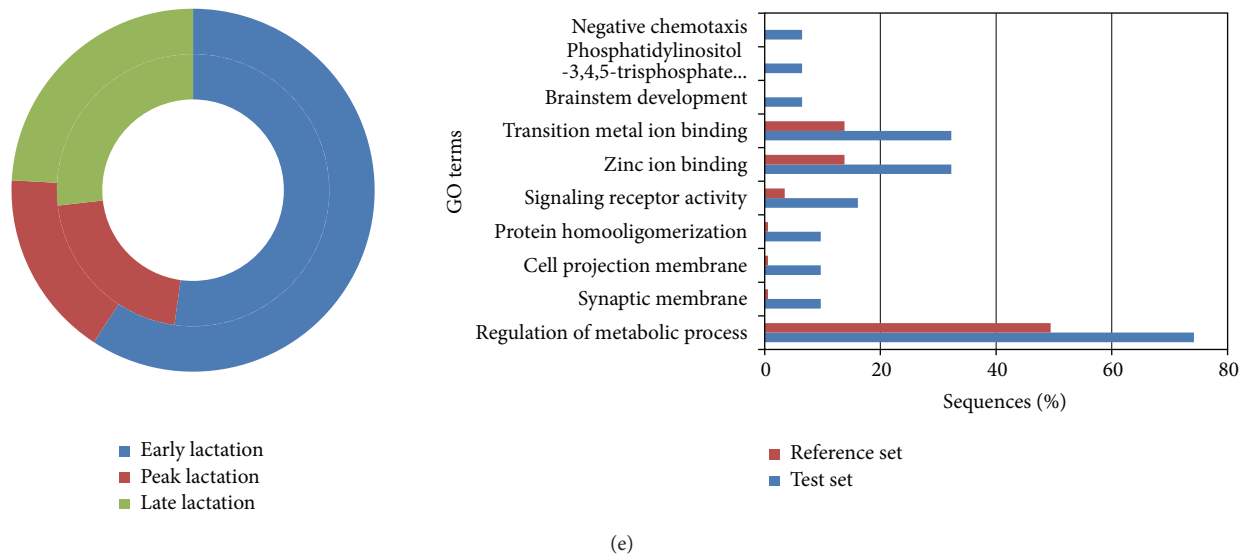 Early lactation
Peak lactation
Late lactation
GO terms
Negative chemotaxis
Phosphatidylinositol
-3,4,5-trisphosphate...
Brainstem development
Transition metal ion binding
Zinc ion binding
Signaling receptor activity
Protein homooligomerization
Cell projection membrane
Synaptic membrane
Regulation of metabolic process
0 20 40 60 80
Sequences (%)
Reference set
Test set
(e)